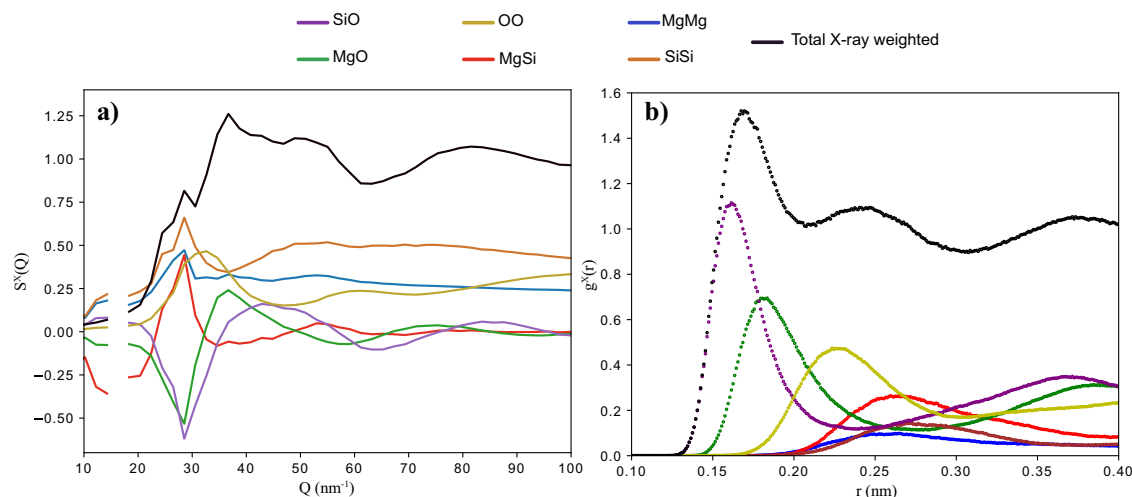 SiO OO MgMg Total X-ray weighted
MgO MgSi SiSi
a)
1.25
1.00
0.75
0.50
0.25
0.00
−0.25
−0.50
S^X(Q)
10 20 30 40 50 60 70 80 90 100
Q (nm⁻¹)
b)
1.6
1.4
1.2
1.0
0.8
0.6
0.4
0.2
0.0
g^X(r)
0.10 0.15 0.20 0.25 0.30 0.35 0.40
r (nm)